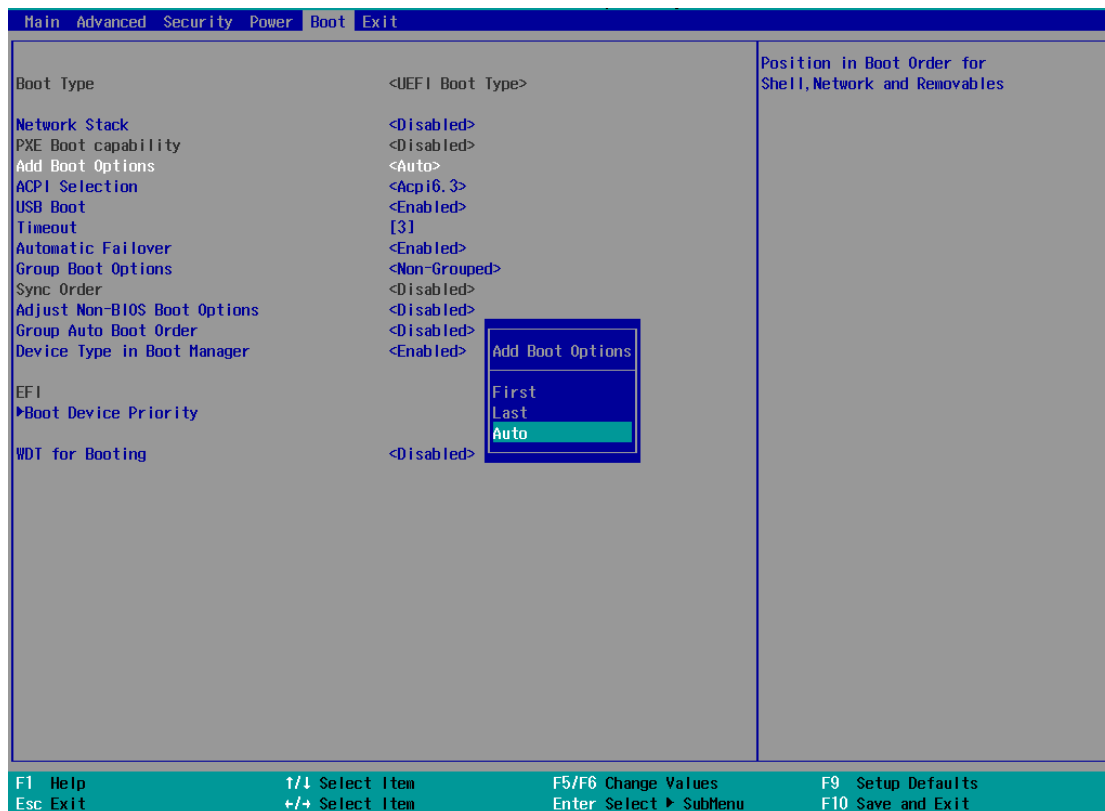 Main Advanced Security Power Boot Exit
Position in Boot Order for
Shell,Network and Removables
Boot Type <UEFI Boot Type>
Network Stack <Disabled>
PXE Boot capability <Disabled>
Add Boot Options <Auto>
ACPI Selection <Acpi6.3>
USB Boot <Enabled>
Timeout [3]
Automatic Failover <Enabled>
Group Boot Options <Non-Grouped>
Sync Order <Disabled>
Adjust Non-BIOS Boot Options <Disabled>
Group Auto Boot Order <Disabled>
Device Type in Boot Manager <Enabled>
EFI
▶Boot Device Priority
WDT for Booting <Disabled>
Add Boot Options
First
Last
Auto
F1 Help ↑/↓ Select Item F5/F6 Change Values F9 Setup Defaults
Esc Exit ←/→ Select Item Enter Select ▶ SubMenu F10 Save and Exit